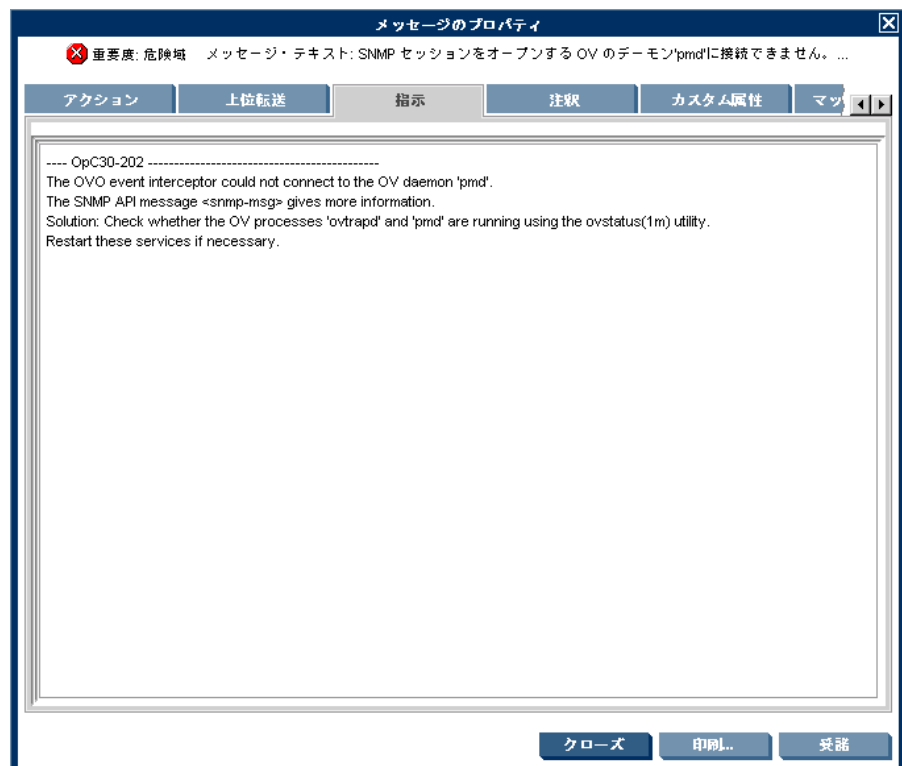 メッセージのプロパティ
重要度: 危険域 メッセージ・テキスト: SNMP セッションをオープンする OV のデーモン'pmd'に接続できません。...
アクション 上位転送 指示 注釈 カスタム属性 マッ
---- OpC30-202 --------------------------------------------
The OVO event interceptor could not connect to the OV daemon 'pmd'.
The SNMP API message <snmp-msg> gives more information.
Solution: Check whether the OV processes 'ovtrapd' and 'pmd' are running using the ovstatus(1m) utility.
Restart these services if necessary.
クローズ 印刷... 受諾